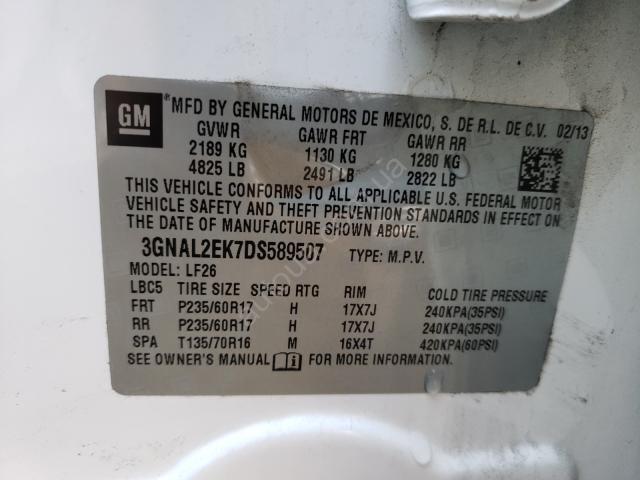 GM *MFD BY GENERAL MOTORS DE MEXICO, S. DE R.L. DE C.V. 02/13
GVWR GAWR FRT GAWR RR
2189 KG 1130 KG 1280 KG
4825 LB 2491 LB 2822 LB
THIS VEHICLE CONFORMS TO ALL APPLICABLE U.S. FEDERAL MOTOR
VEHICLE SAFETY AND THEFT PREVENTION STANDARDS IN EFFECT ON
THE DATE OF MANUFACTURE SHOWN ABOVE.
3GNAL2EK7DS589507 TYPE: M.P.V.
MODEL: LF26
LBC5 TIRE SIZE SPEED RTG RIM COLD TIRE PRESSURE
FRT P235/60R17 H 17X7J 240KPA(35PSI)
RR P235/60R17 H 17X7J 240KPA(35PSI)
SPA T135/70R16 M 16X4T 420KPA(60PSI)
SEE OWNER'S MANUAL FOR MORE INFORMATION.